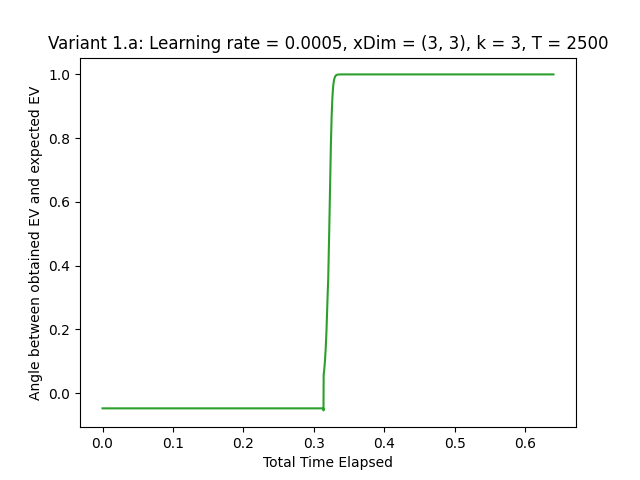 Variant 1.a: Learning rate = 0.0005, xDim = (3, 3), k = 3, T = 2500
Angle between obtained EV and expected EV
1.0
0.8
0.6
0.4
0.2
0.0
0.0 0.1 0.2 0.3 0.4 0.5 0.6
Total Time Elapsed